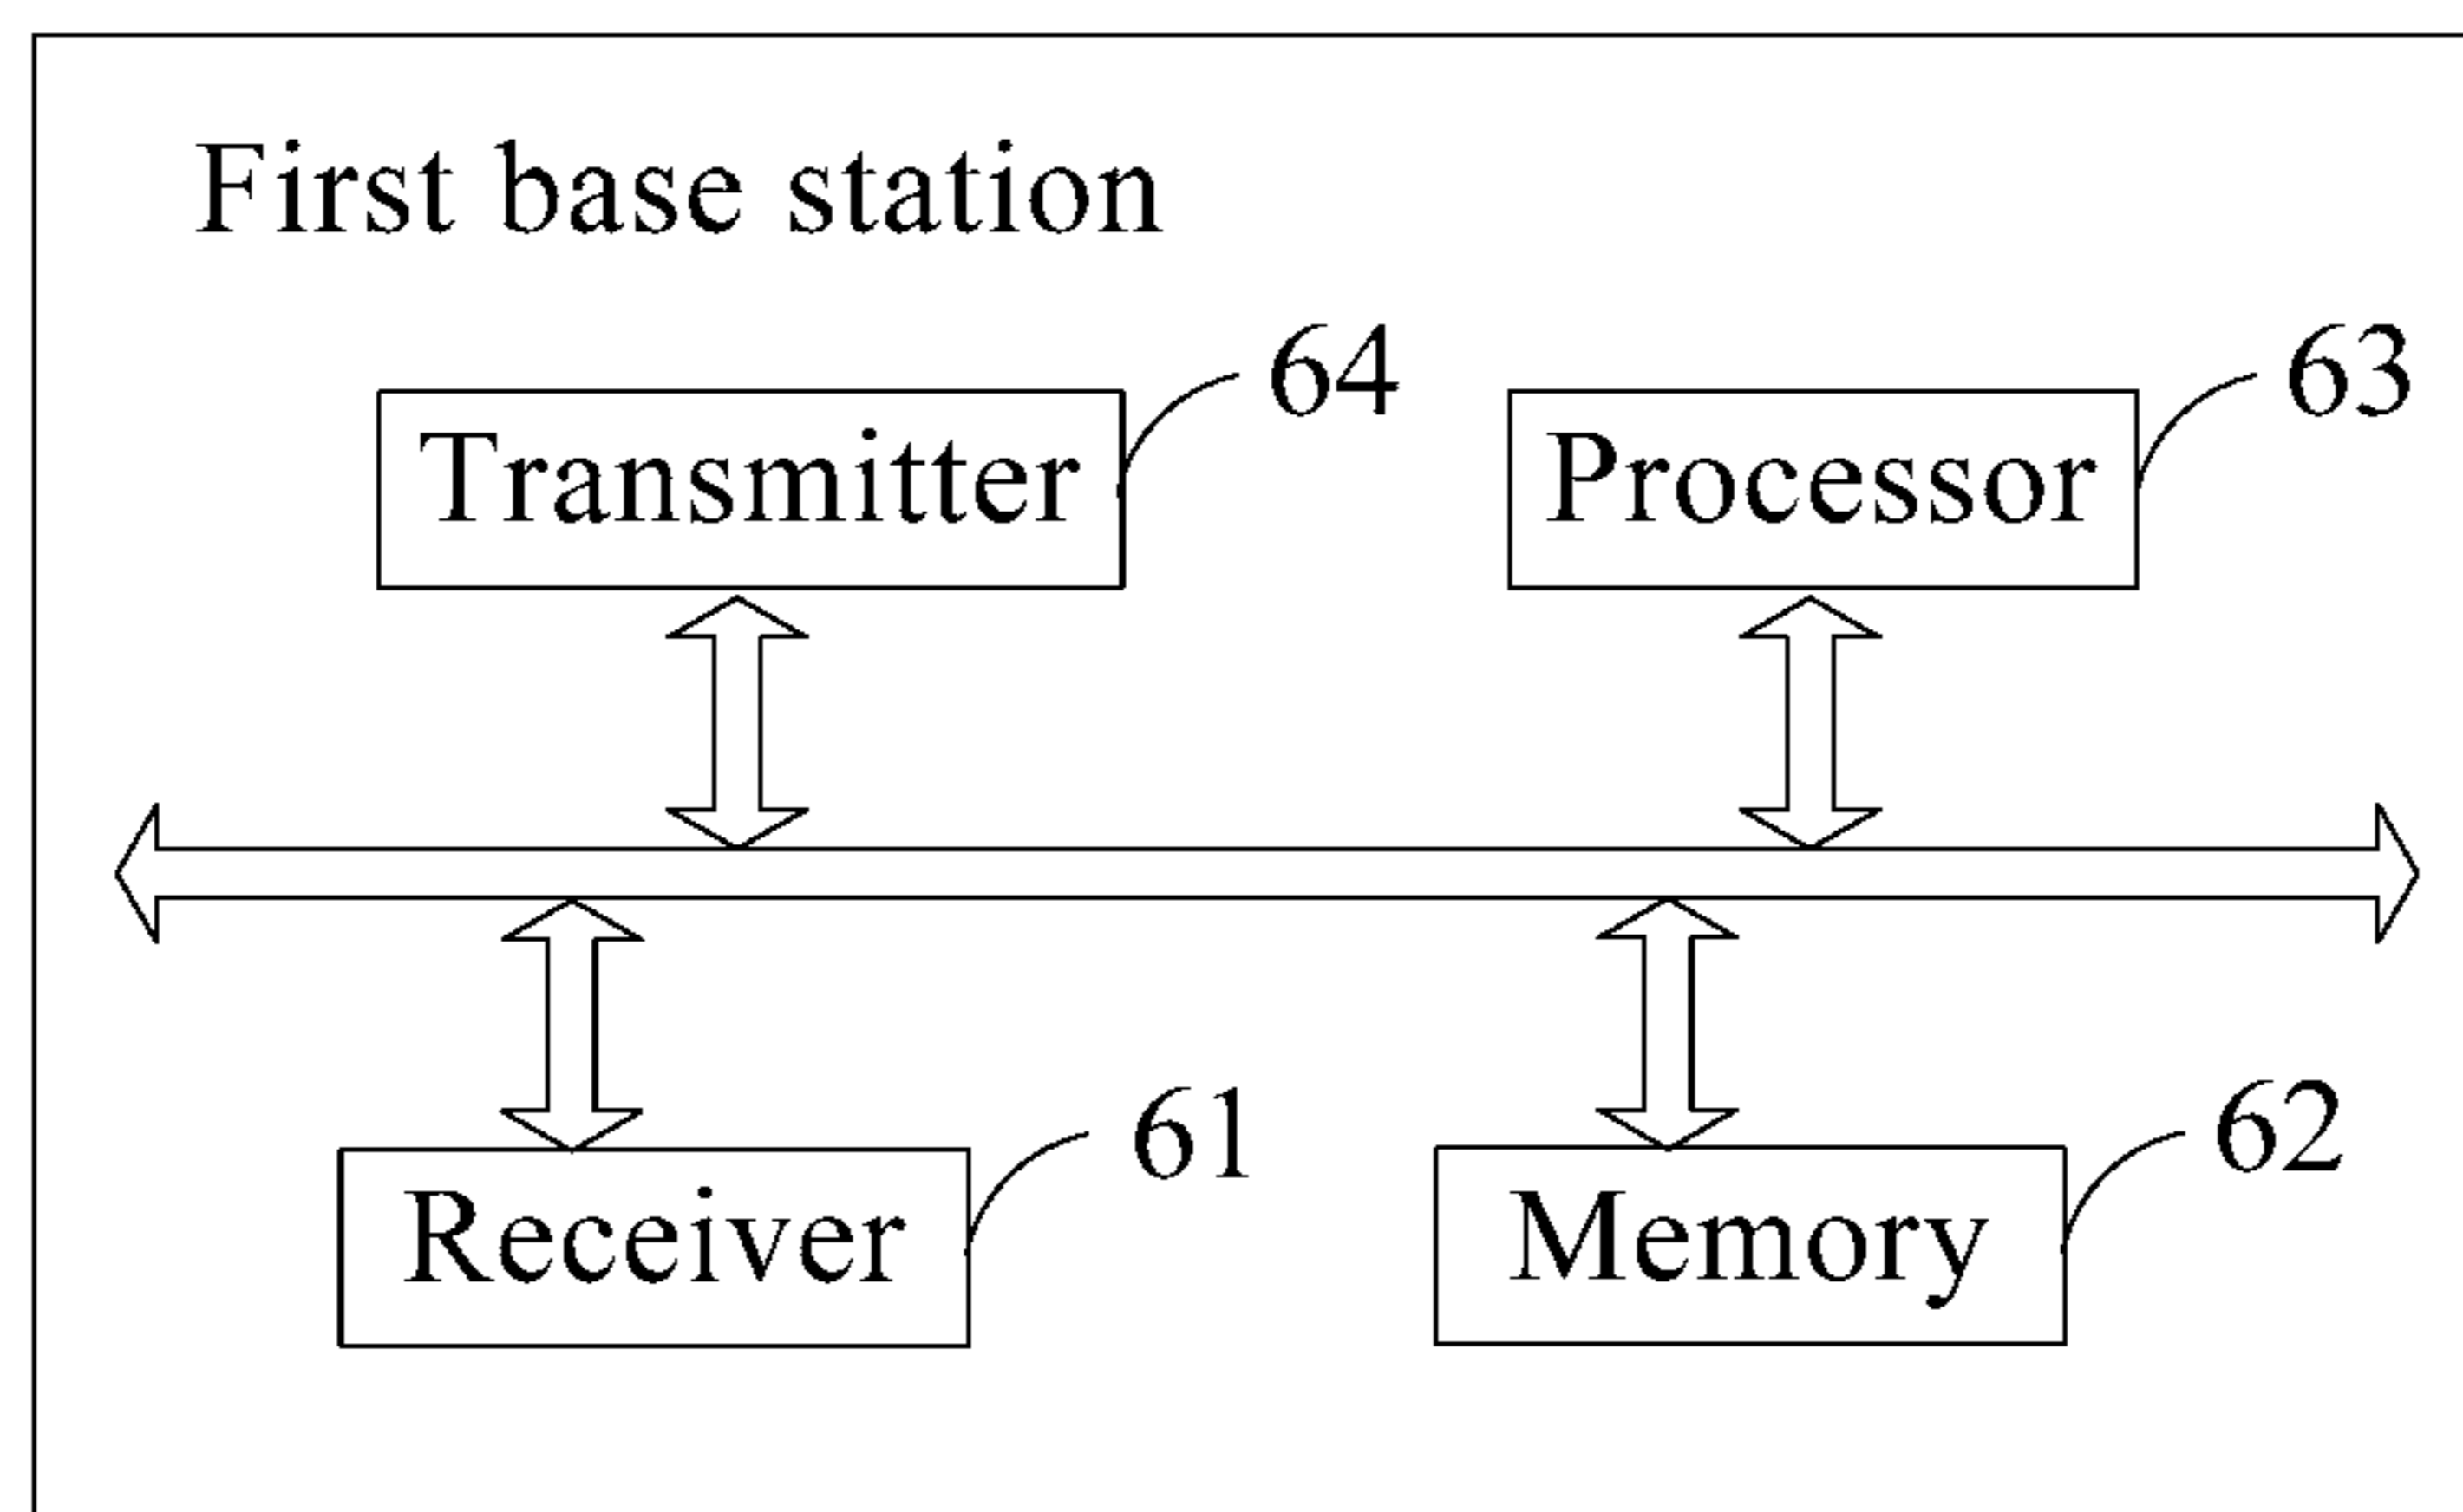 First base station
64
63
Transmitter
Processor
61
62
Receiver
Memory